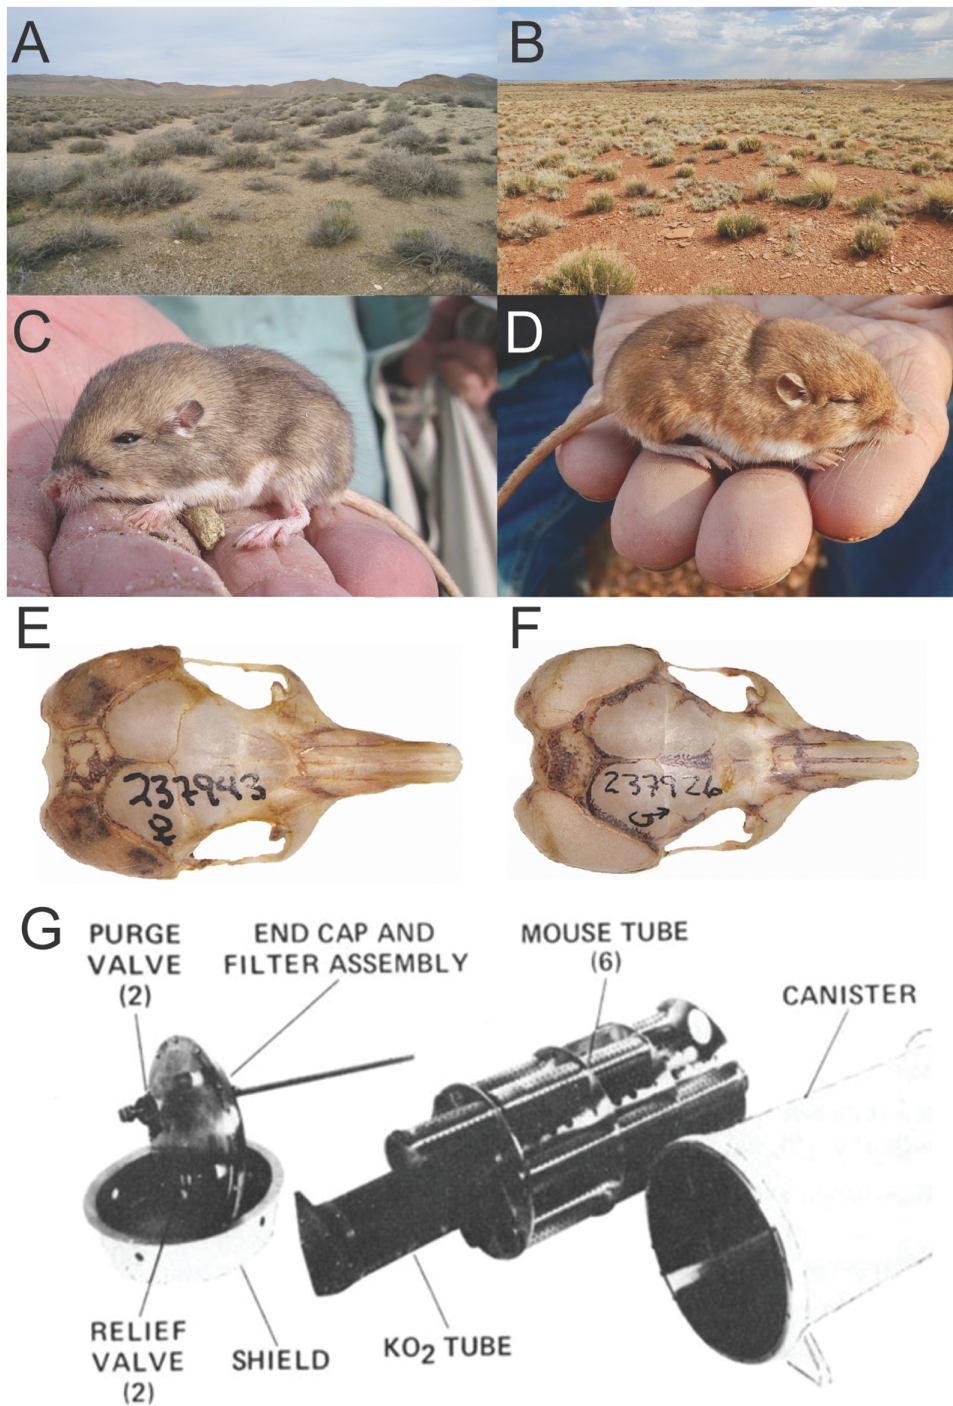 A
B
C
D
E
F
237943
♀
237926
♂
G
PURGE
VALVE
(2)
END CAP AND
FILTER ASSEMBLY
MOUSE TUBE
(6)
CANISTER
RELIEF
VALVE
(2)
SHIELD
KO₂ TUBE